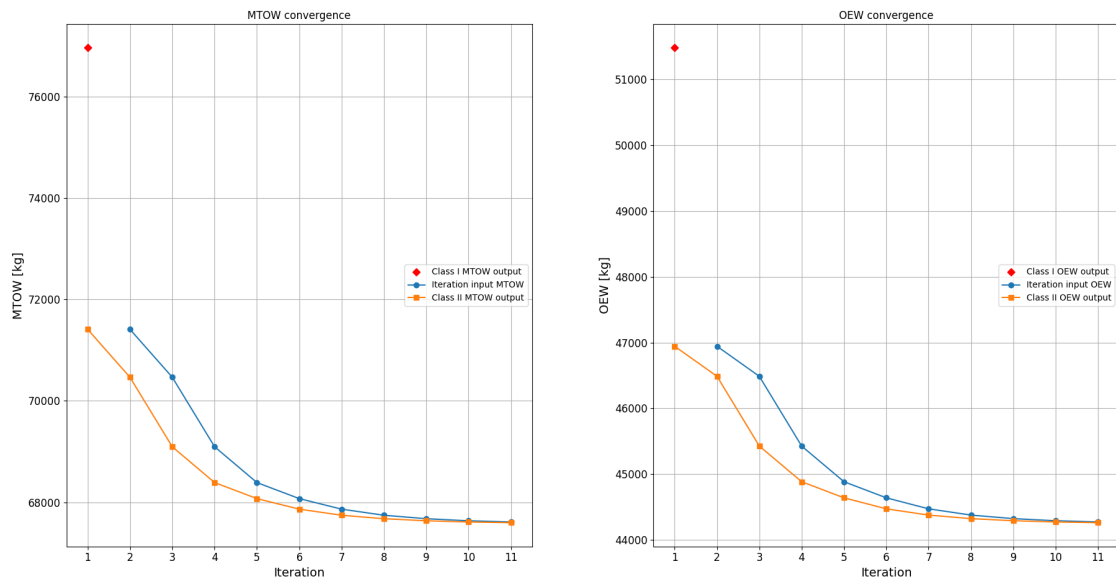 MTOW convergence
MTOW [kg]
76000
74000
72000
70000
68000
1 2 3 4 5 6 7 8 9 10 11
Iteration
Class I MTOW output
Iteration input MTOW
Class II MTOW output
OEW convergence
OEW [kg]
51000
50000
49000
48000
47000
46000
45000
44000
1 2 3 4 5 6 7 8 9 10 11
Iteration
Class I OEW output
Iteration input OEW
Class II OEW output